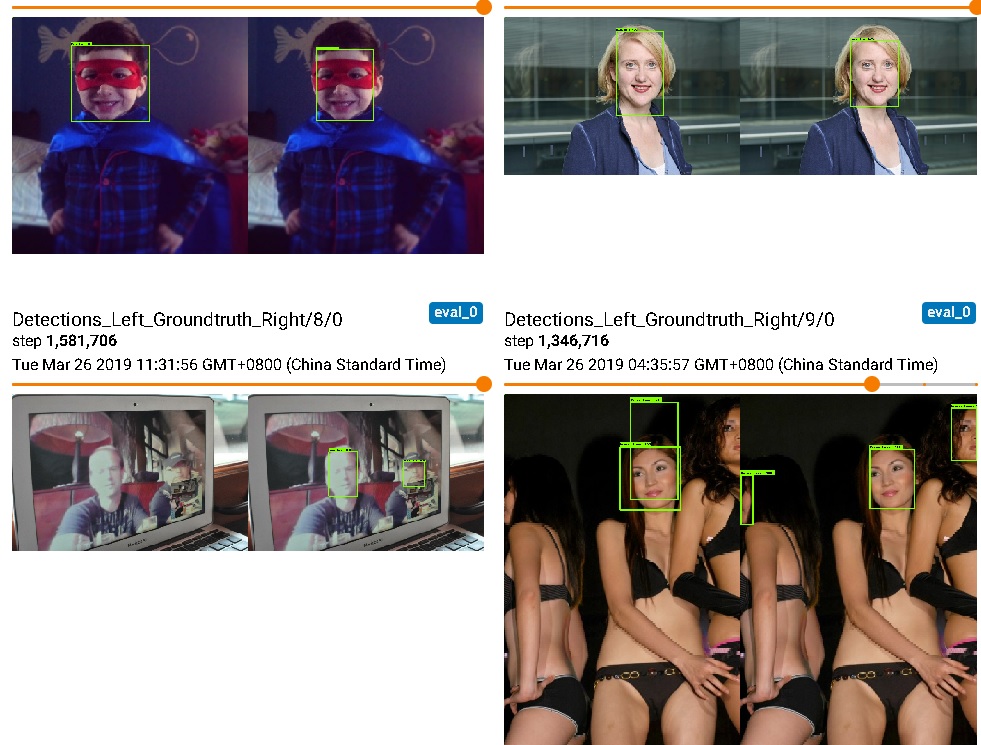 Detections_Left_Groundtruth_Right/8/0
eval_0
step 1,581,706
Tue Mar 26 2019 11:31:56 GMT+0800 (China Standard Time)
Detections_Left_Groundtruth_Right/9/0
eval_0
step 1,346,716
Tue Mar 26 2019 04:35:57 GMT+0800 (China Standard Time)